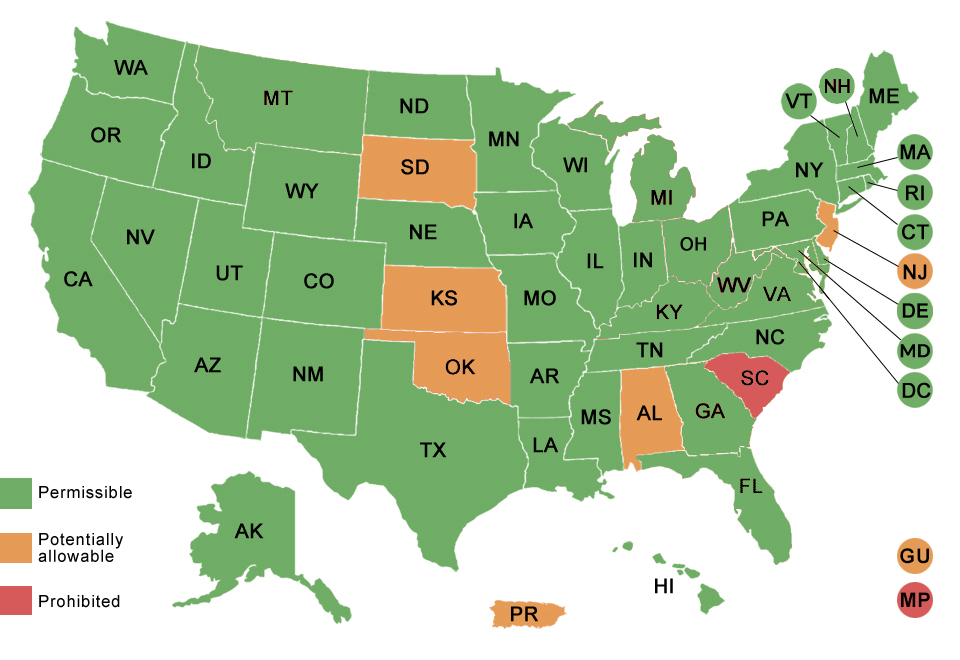 WA
MT
ND
MN
VT
NH
ME
OR
ID
SD
WI
NY
MA
WY
MI
RI
NV
NE
IA
PA
CT
CA
UT
CO
KS
MO
IL
IN
OH
WV
VA
NJ
DE
KY
MD
AZ
NM
OK
AR
TN
NC
SC
DC
TX
LA
MS
AL
GA
FL
Permissible
Potentially
allowable
Prohibited
AK
HI
PR
GU
MP